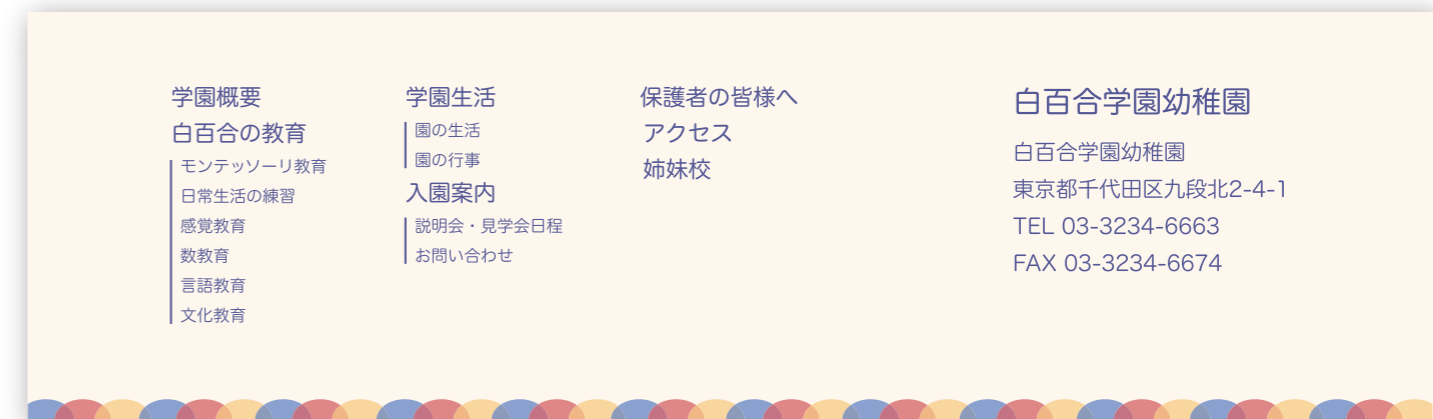 学園概要
白百合の教育
モンテッソーリ教育
日常生活の練習
感覚教育
数教育
言語教育
文化教育
学園生活
園の生活
園の行事
入園案内
説明会・見学会日程
お問い合わせ
保護者の皆様へ
アクセス
姉妹校
白百合学園幼稚園
白百合学園幼稚園
東京都千代田区九段北2-4-1
TEL 03-3234-6663
FAX 03-3234-6674